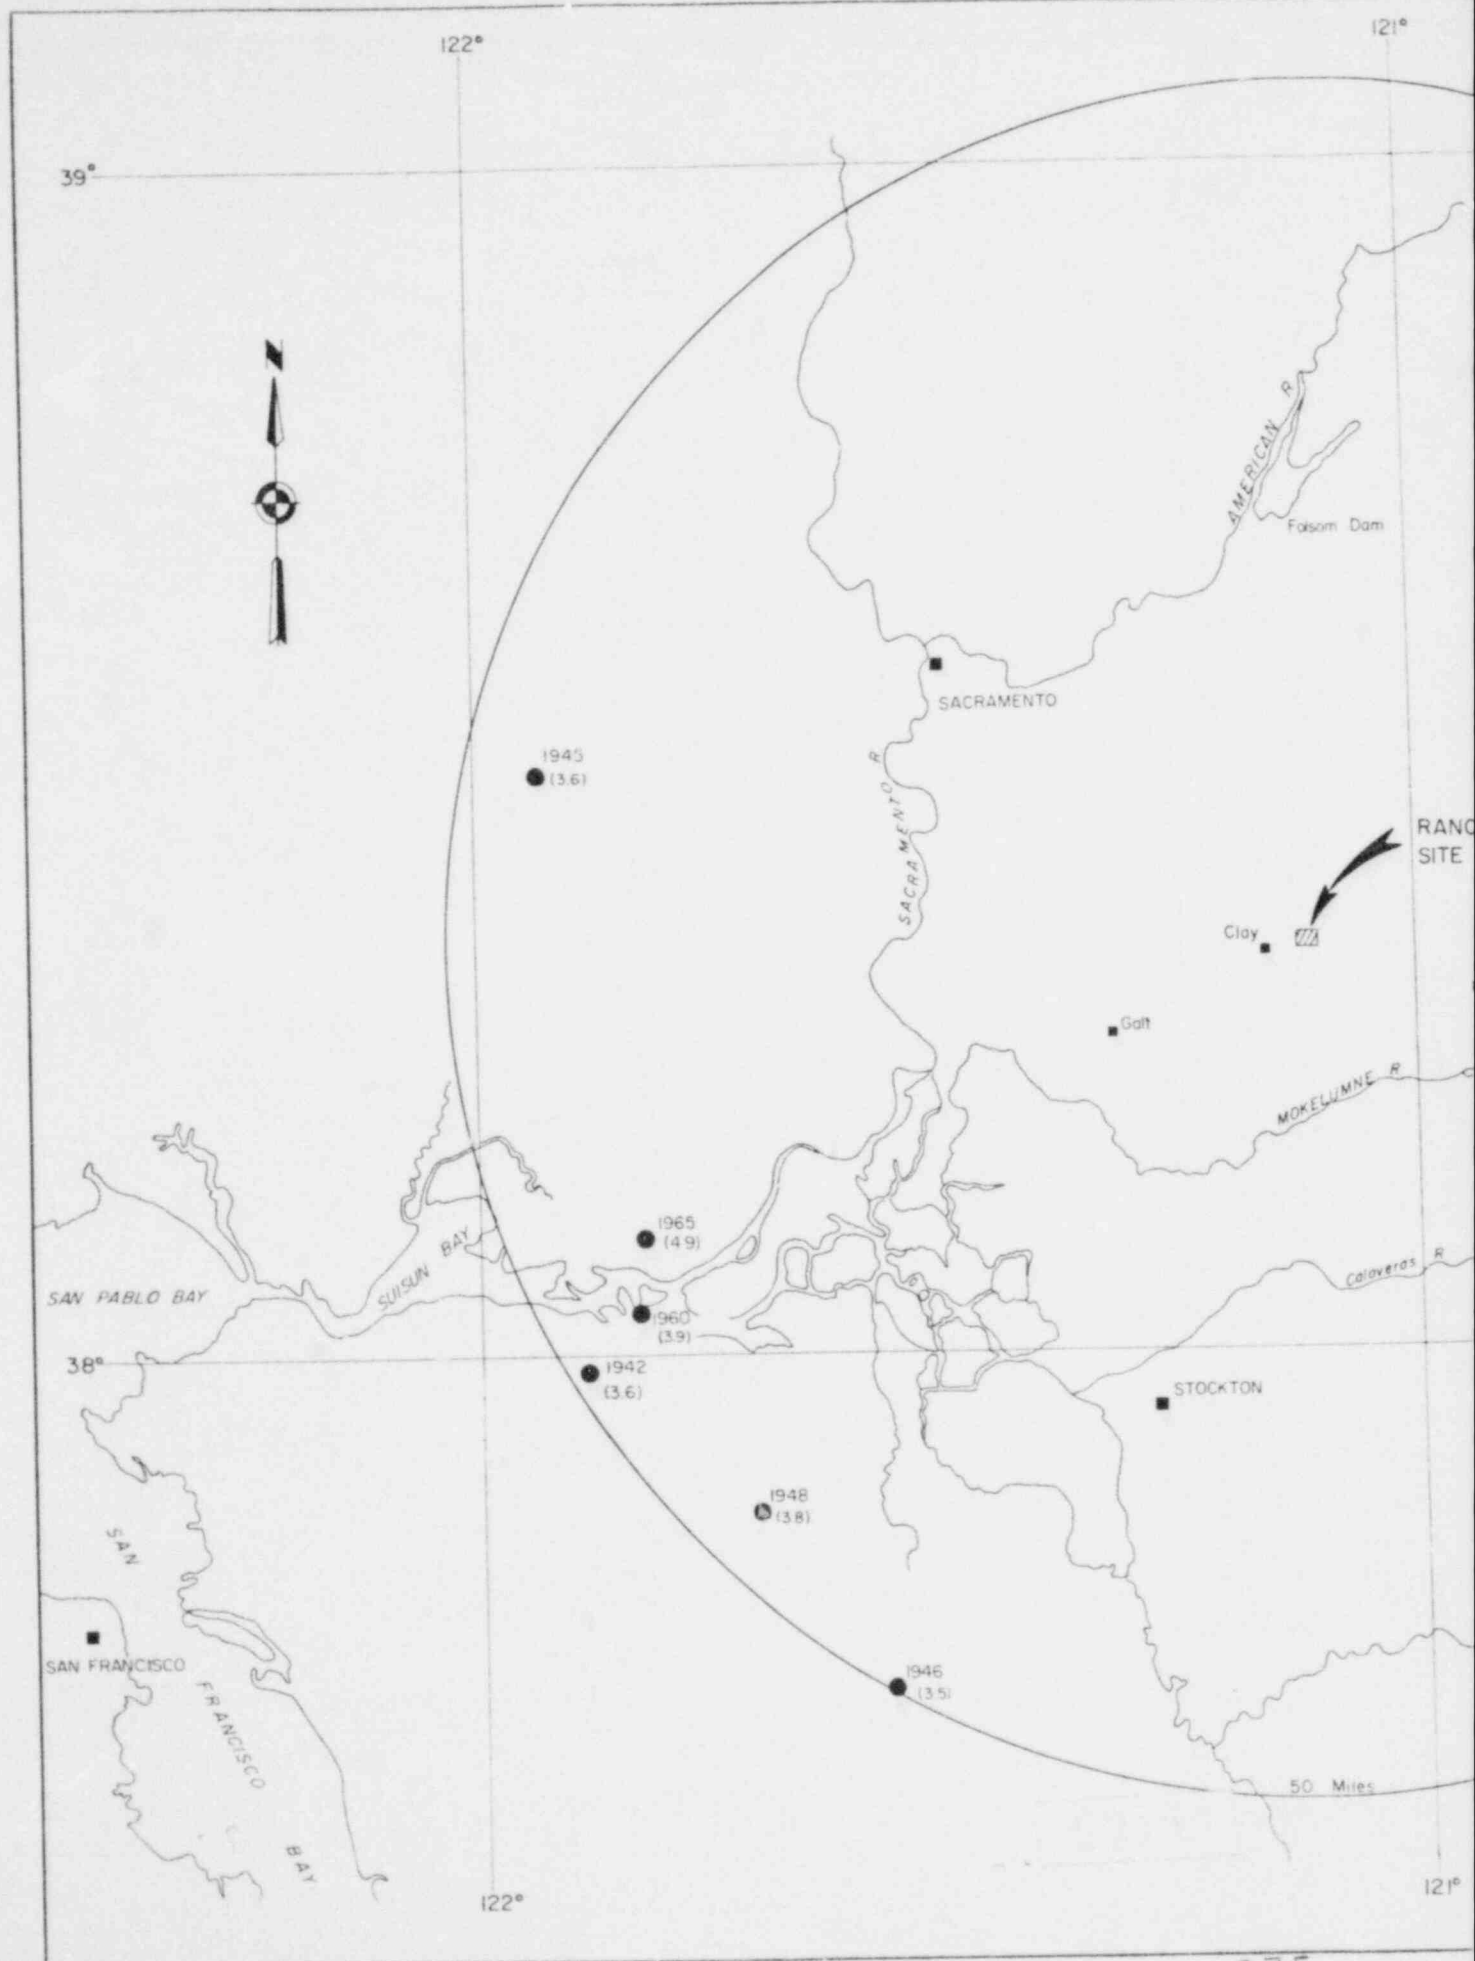 122°
121°
39°
N
AMERICAN R
Folsom Dam
SACRAMENTO
1945
(3.6)
SACRAMENTO R
RANC
SITE
Clay
Galt
MOKELUMNE R
1965
(4.9)
SUISUN BAY
SAN PABLO BAY
Calaveras R
1960
(3.9)
38°
1942
(3.6)
STOCKTON
1948
(3.8)
SAN FRANCISCO BAY
SAN FRANCISCO
1946
(3.5)
50 Miles
122°
121°